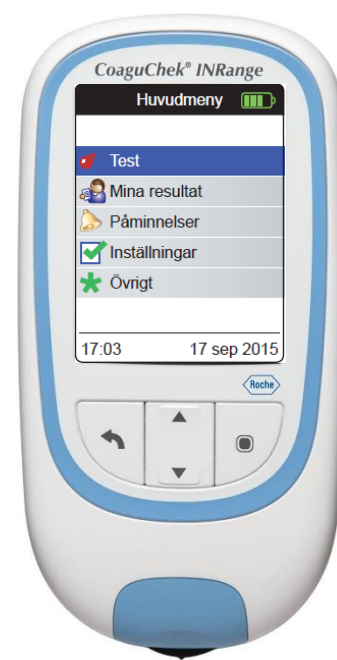 CoaguChek® INRange
Huvudmeny
Test
Mina resultat
Påminnelser
Inställningar
Övrigt
17:03 17 sep 2015
Roche